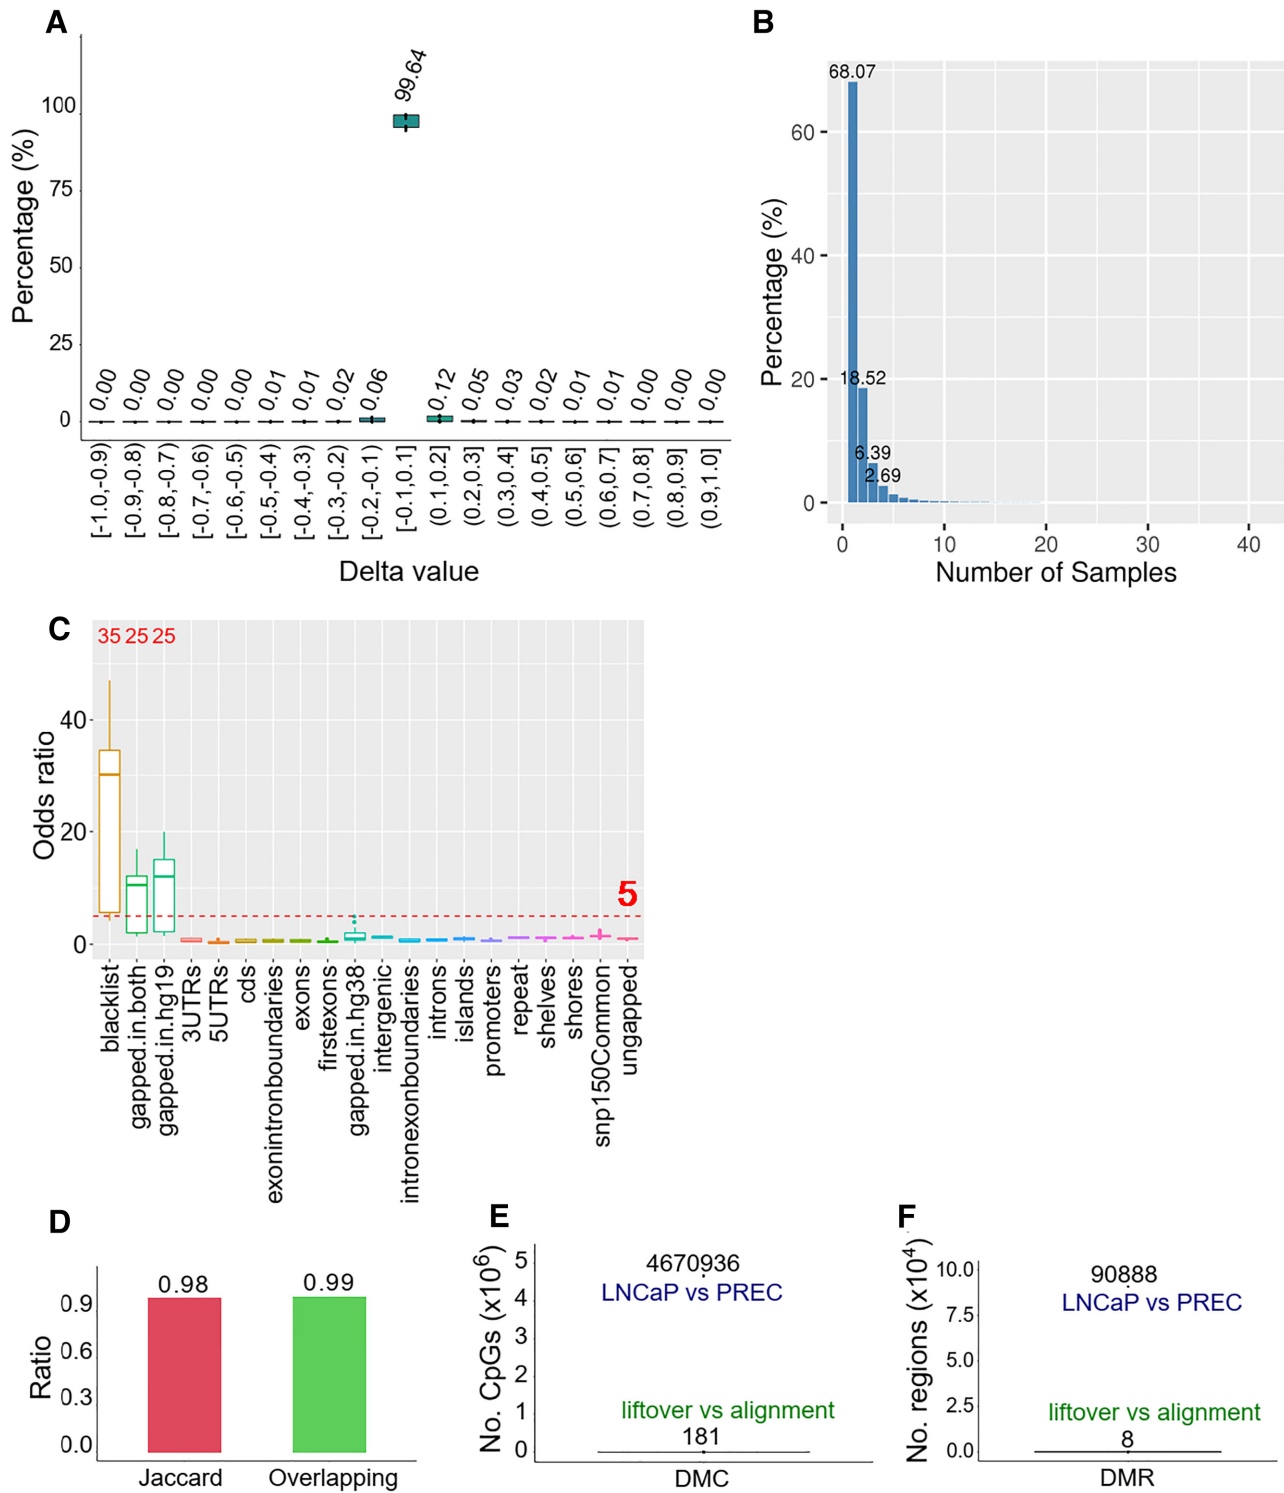 A
Percentage (%)
100
75
50
25
0
0.00
0.00
0.00
0.00
0.00
0.01
0.01
0.02
0.06
99.64
0.12
0.05
0.03
0.02
0.01
0.01
0.00
0.00
0.00
[-1.0,-0.9)
[-0.9,-0.8)
[-0.8,-0.7)
[-0.7,-0.6)
[-0.6,-0.5)
[-0.5,-0.4)
[-0.4,-0.3)
[-0.3,-0.2)
[-0.2,-0.1)
[-0.1,0.1]
(0.1,0.2]
(0.2,0.3]
(0.3,0.4]
(0.4,0.5]
(0.5,0.6]
(0.6,0.7]
(0.7,0.8]
(0.8,0.9]
(0.9,1.0]
Delta value
B
Percentage (%)
60
40
20
0
68.07
18.52
6.39
2.69
0 10 20 30 40
Number of Samples
C
Odds ratio
40
20
0
35 25 25
5
blacklist
gapped.in.both
gapped.in.hg19
3UTRs
5UTRs
cds
exonintronboundaries
exons
firstexons
gapped.in.hg38
intergenic
intronexonboundaries
introns
islands
promoters
repeat
shelves
shores
snp150Common
ungapped
D
Ratio
0.9
0.6
0.3
0.0
0.98 0.99
Jaccard Overlapping
E
No. CpGs (x10⁶)
5
4
3
2
1
0
4670936
LNCaP vs PREC
liftover vs alignment
181
DMC
F
No. regions (x10⁴)
10.0
7.5
5.0
2.5
0.0
90888
LNCaP vs PREC
liftover vs alignment
8
DMR